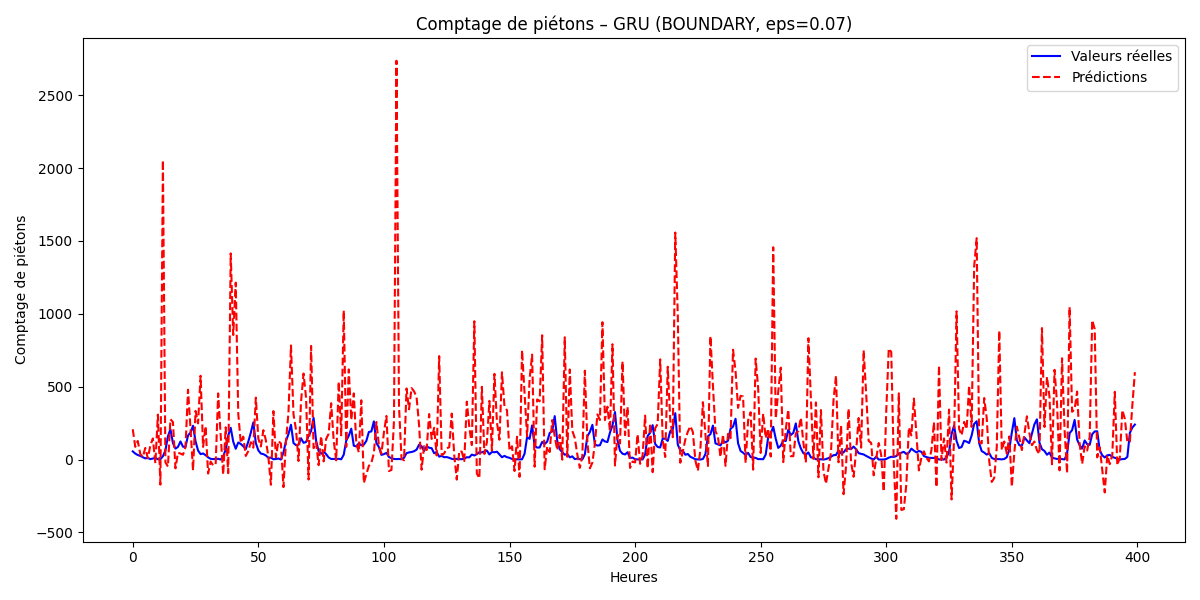 Comptage de piétons – GRU (BOUNDARY, eps=0.07)
Valeurs réelles
Prédictions
Comptage de piétons
2500
2000
1500
1000
500
0
−500
0 50 100 150 200 250 300 350 400
Heures